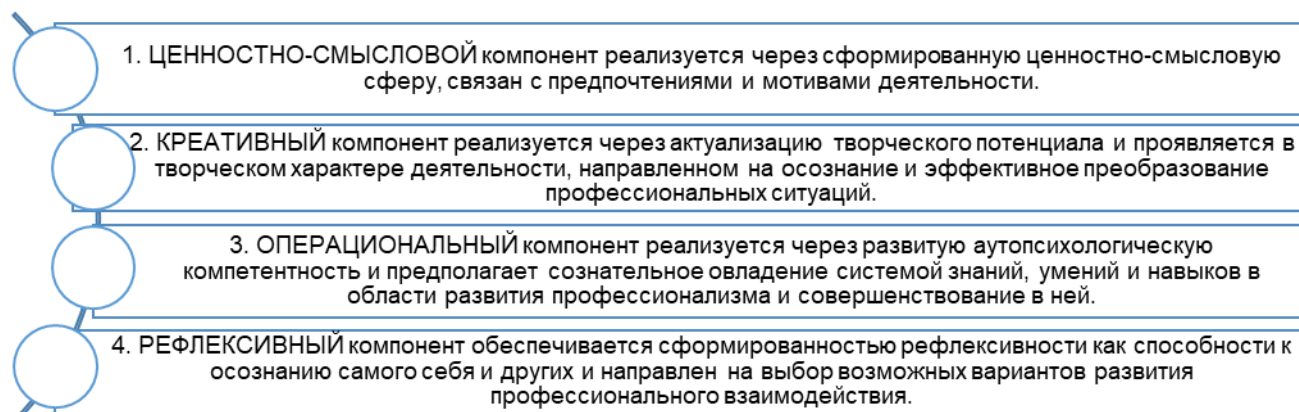 1. ЦЕННОСТНО-СМЫСЛОВОЙ компонент реализуется через сформированную ценностно-смысловую
сферу, связан с предпочтениями и мотивами деятельности.
2. КРЕАТИВНЫЙ компонент реализуется через актуализацию творческого потенциала и проявляется в
творческом характере деятельности, направленном на осознание и эффективное преобразование
профессиональных ситуаций.
3. ОПЕРАЦИОНАЛЬНЫЙ компонент реализуется через развитую аутопсихологическую
компетентность и предполагает сознательное овладение системой знаний, умений и навыков в
области развития профессионализма и совершенствование в ней.
4. РЕФЛЕКСИВНЫЙ компонент обеспечивается сформированностью рефлексивности как способности к
осознанию самого себя и других и направлен на выбор возможных вариантов развития
профессионального взаимодействия.